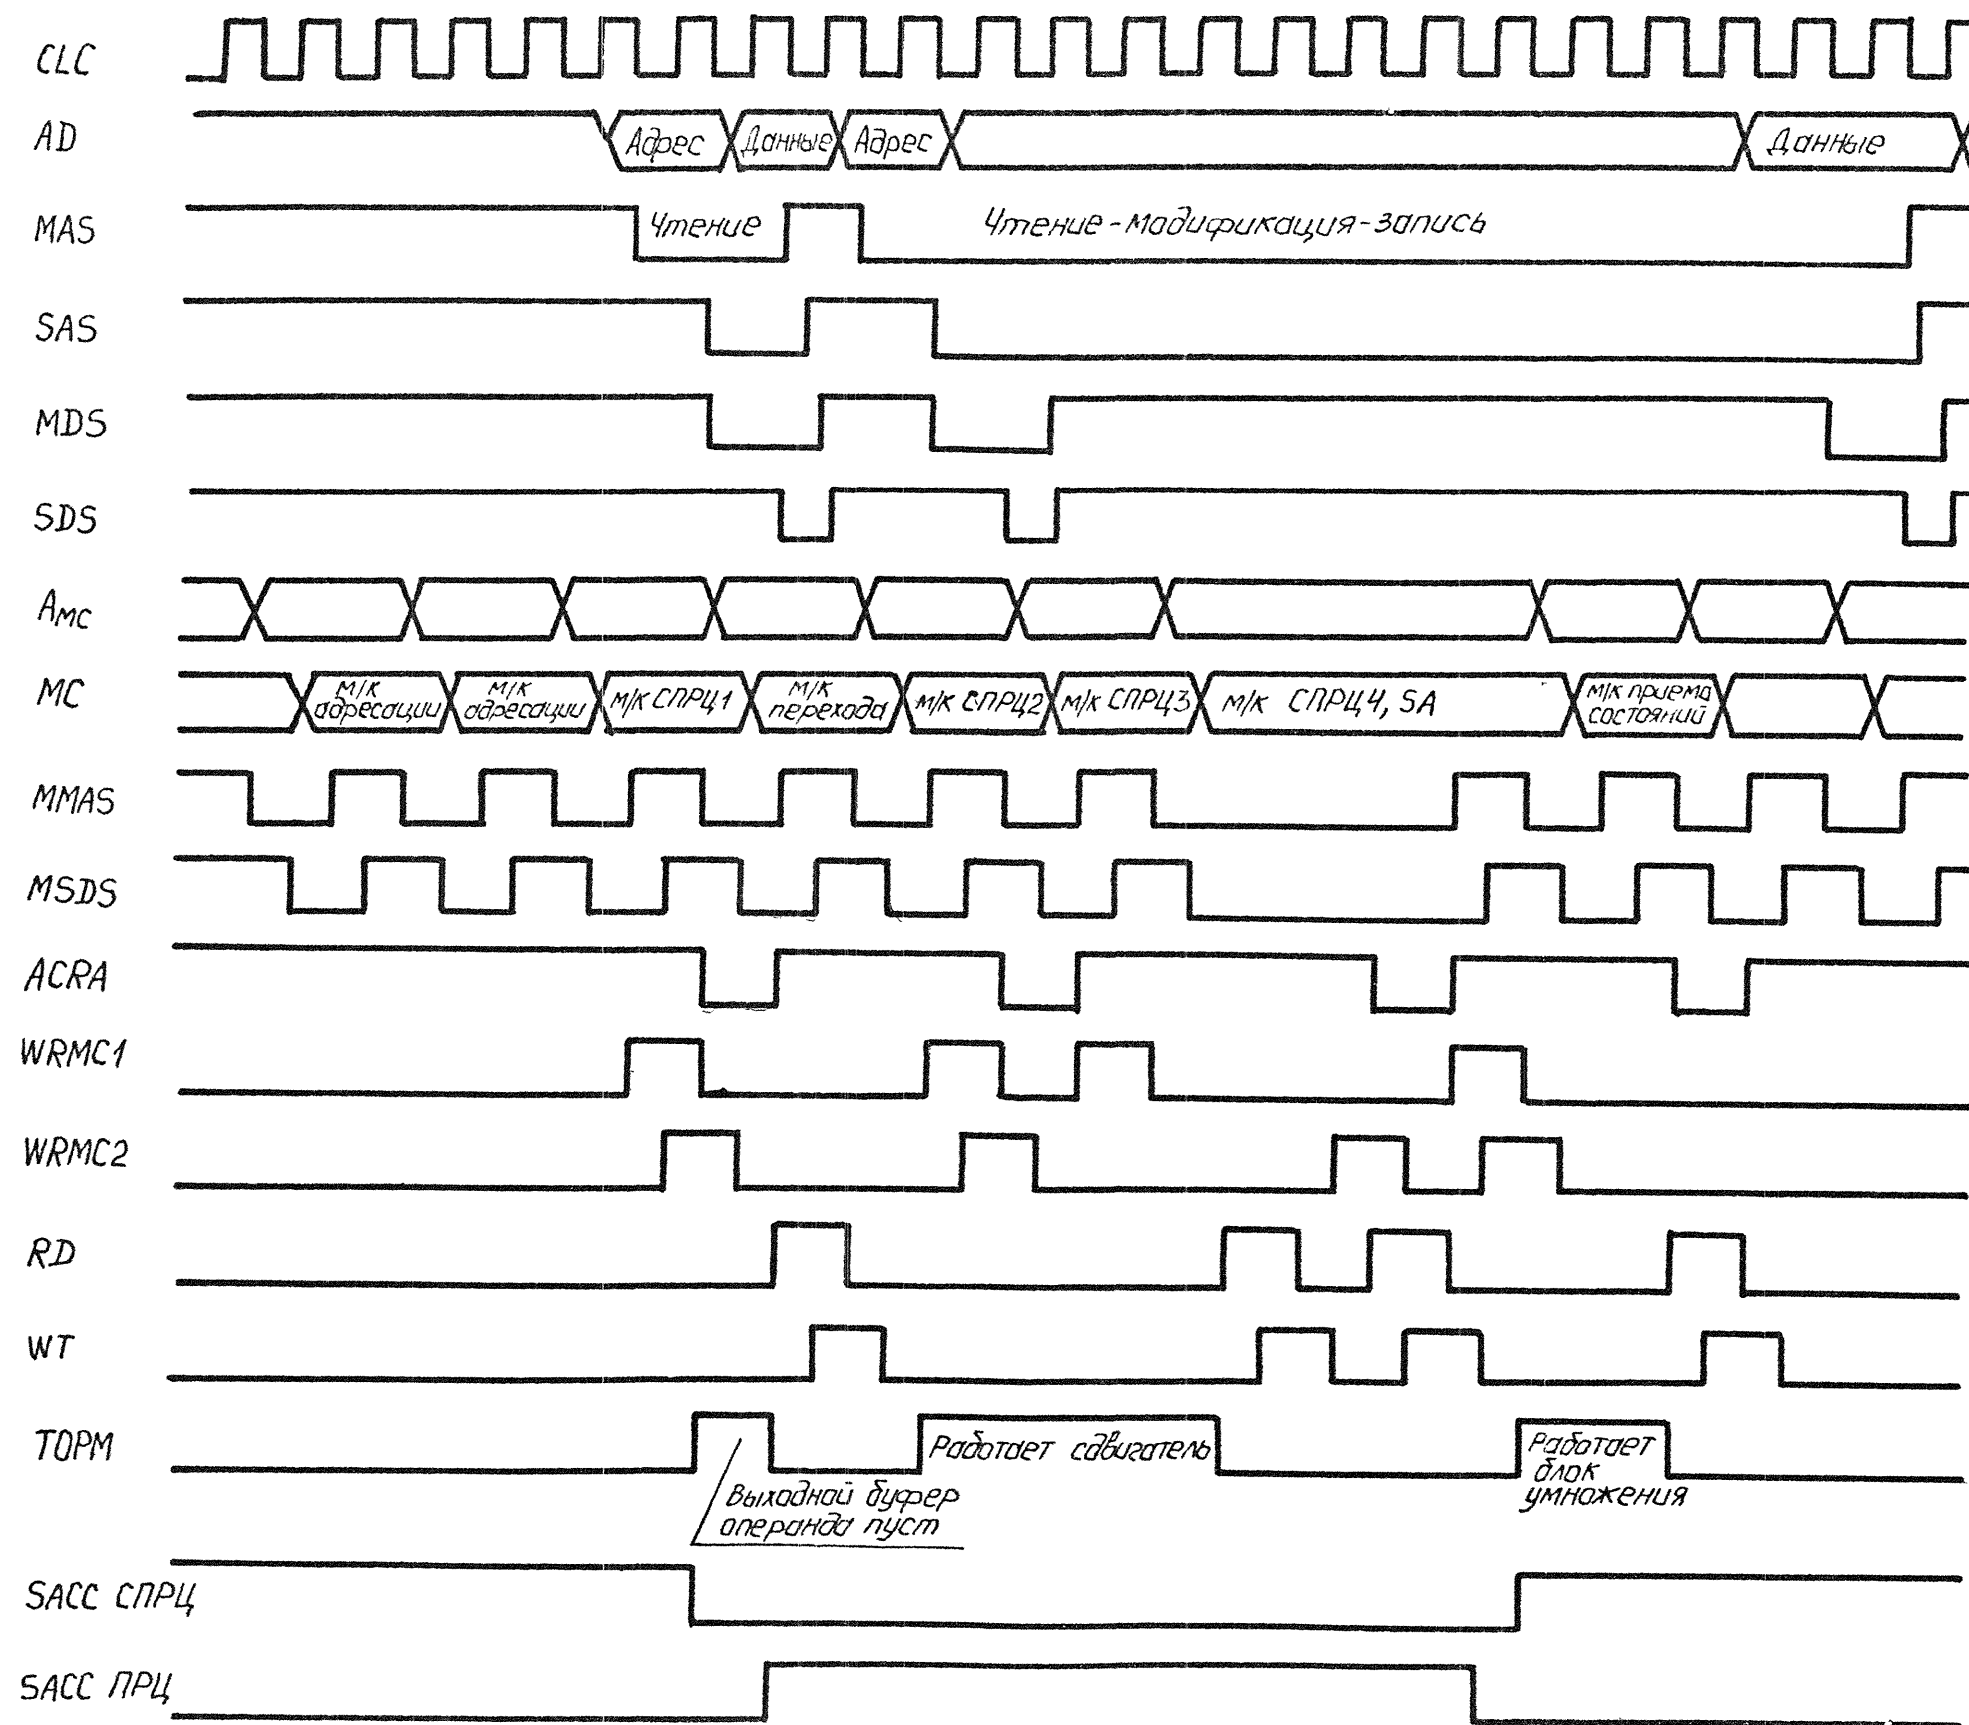 CLC
AD
Адрес
Данные
Адрес
Данные
MAS
Чтение
Чтение-модификация-запись
SAS
MDS
SDS
AMC
MC
м/к
адресации
м/к
адресации
м/к СПРЦ1
м/к
перехода
м/к СПРЦ2
м/к СПРЦ3
м/к СПРЦ4, SA
м/к приема
состояний
MMAS
MSDS
ACRA
WRMC1
WRMC2
RD
WT
TOPM
Работает сдвигатель
Работает
блок
умножения
Выходной буфер
операнда пуст
SACC СПРЦ
SACC ПРЦ